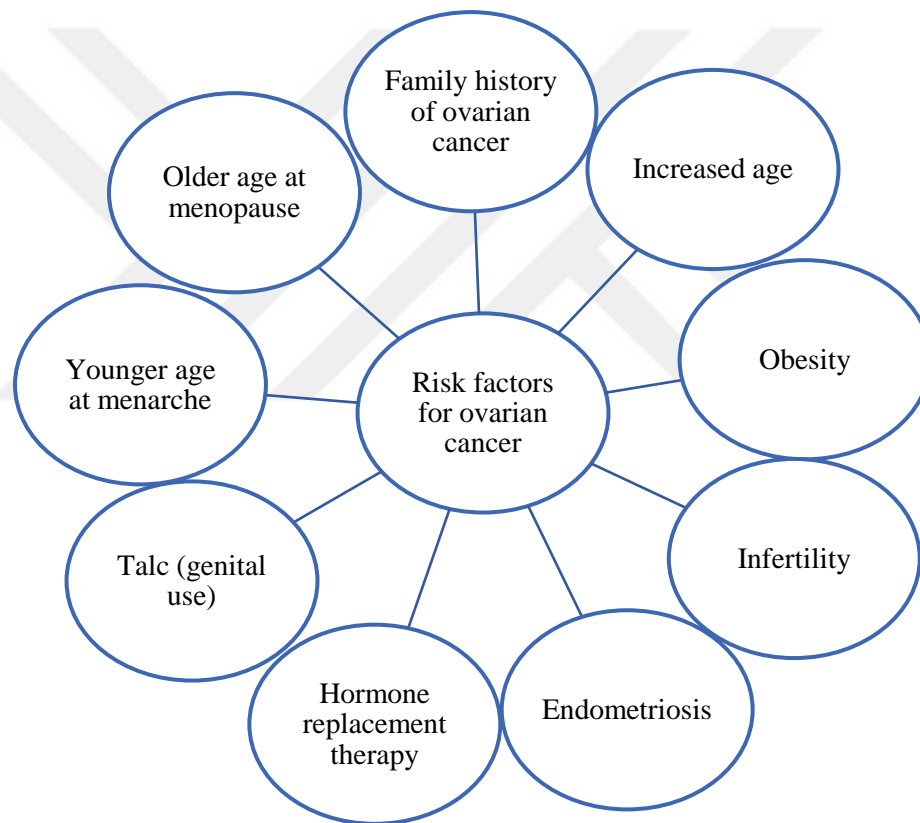 Family history
of ovarian
cancer
Increased age
Obesity
Infertility
Endometriosis
Hormone
replacement
therapy
Talc (genital
use)
Younger age
at menarche
Older age at
menopause
Risk factors
for ovarian
cancer